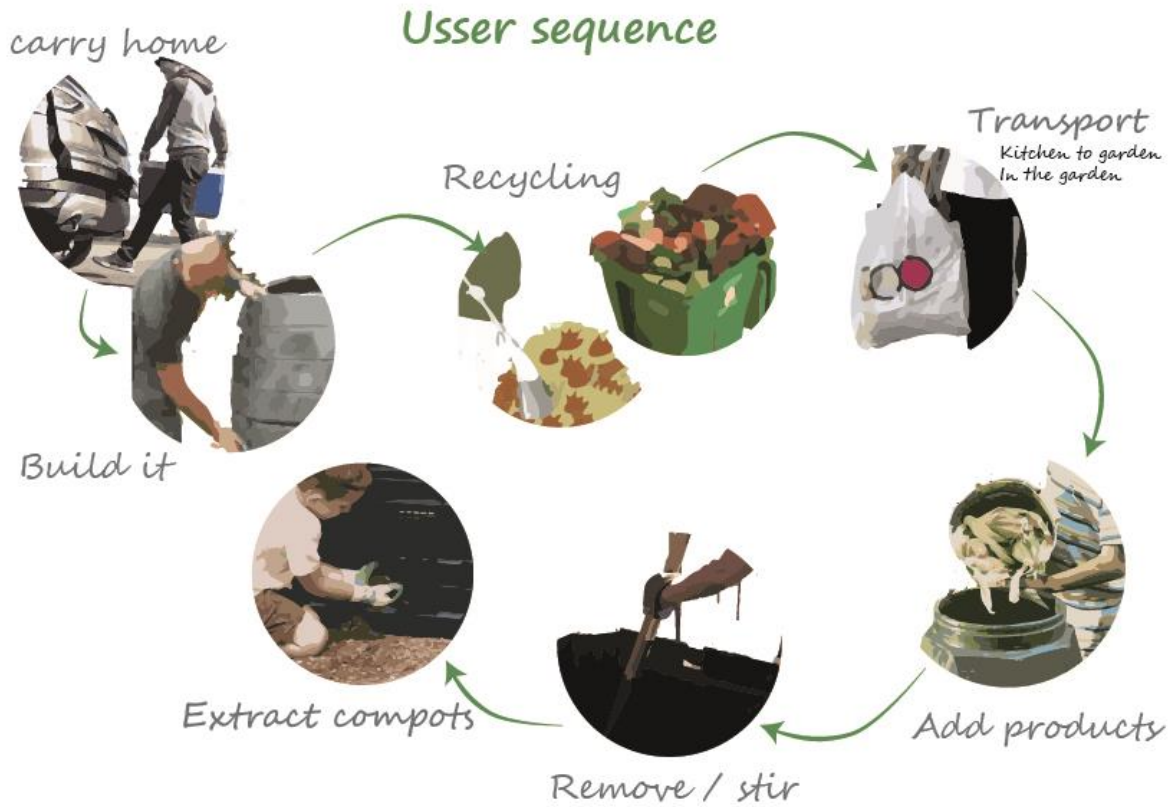 Usser sequence
carry home
Build it
Recycling
Transport
Kitchen to garden
In the garden
Add products
Remove / stir
Extract compots